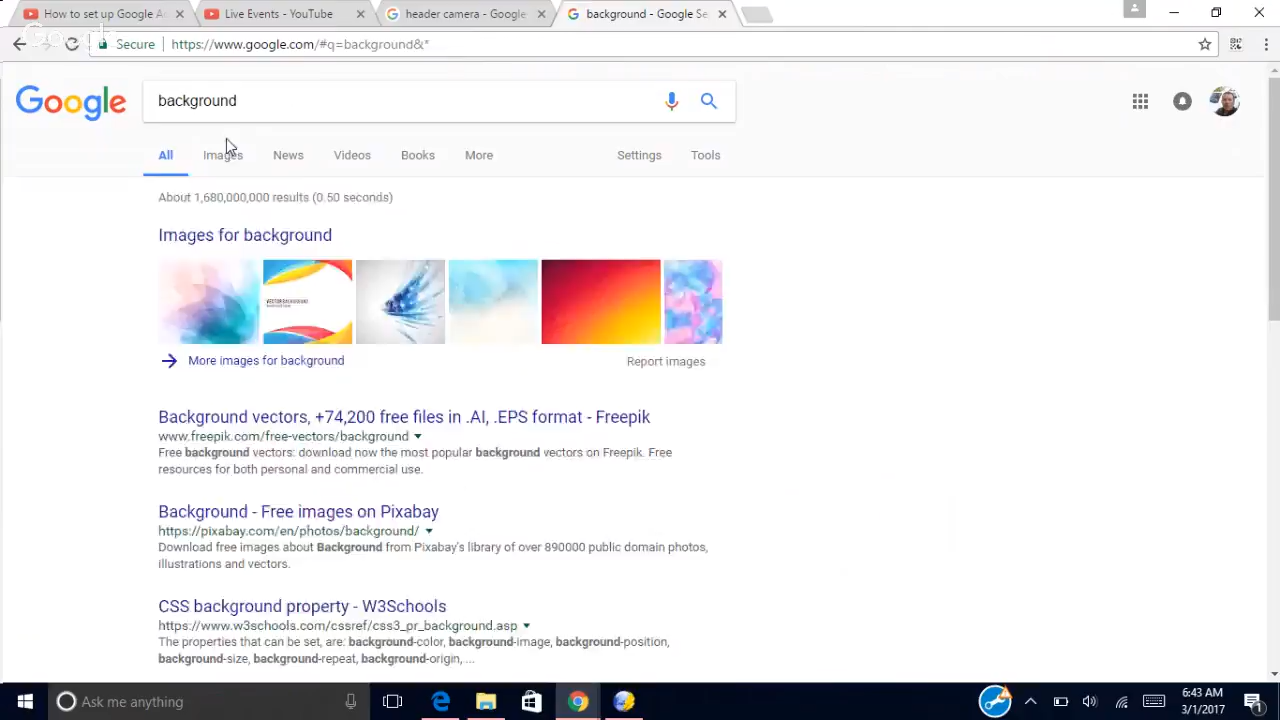 How to set up Google A
Live Events - YouTube
header camera - Google
background - Google Se
Secure https://www.google.com/#q=background&*
Google background
All Images News Videos Books More Settings Tools
About 1,680,000,000 results (0.50 seconds)
Images for background
VECTOR BACKGROUND
More images for background Report images
Background vectors, +74,200 free files in .AI, .EPS format - Freepik
www.freepik.com/free-vectors/background
Free background vectors: download now the most popular background vectors on Freepik. Free
resources for both personal and commercial use.
Background - Free images on Pixabay
https://pixabay.com/en/photos/background/
Download free images about Background from Pixabay's library of over 890000 public domain photos,
illustrations and vectors.
CSS background property - W3Schools
https://www.w3schools.com/cssref/css3_pr_background.asp
The properties that can be set, are: background-color, background-image, background-position,
background-size, background-repeat, background-origin, ...
Ask me anything
6:43 AM
3/1/2017
1